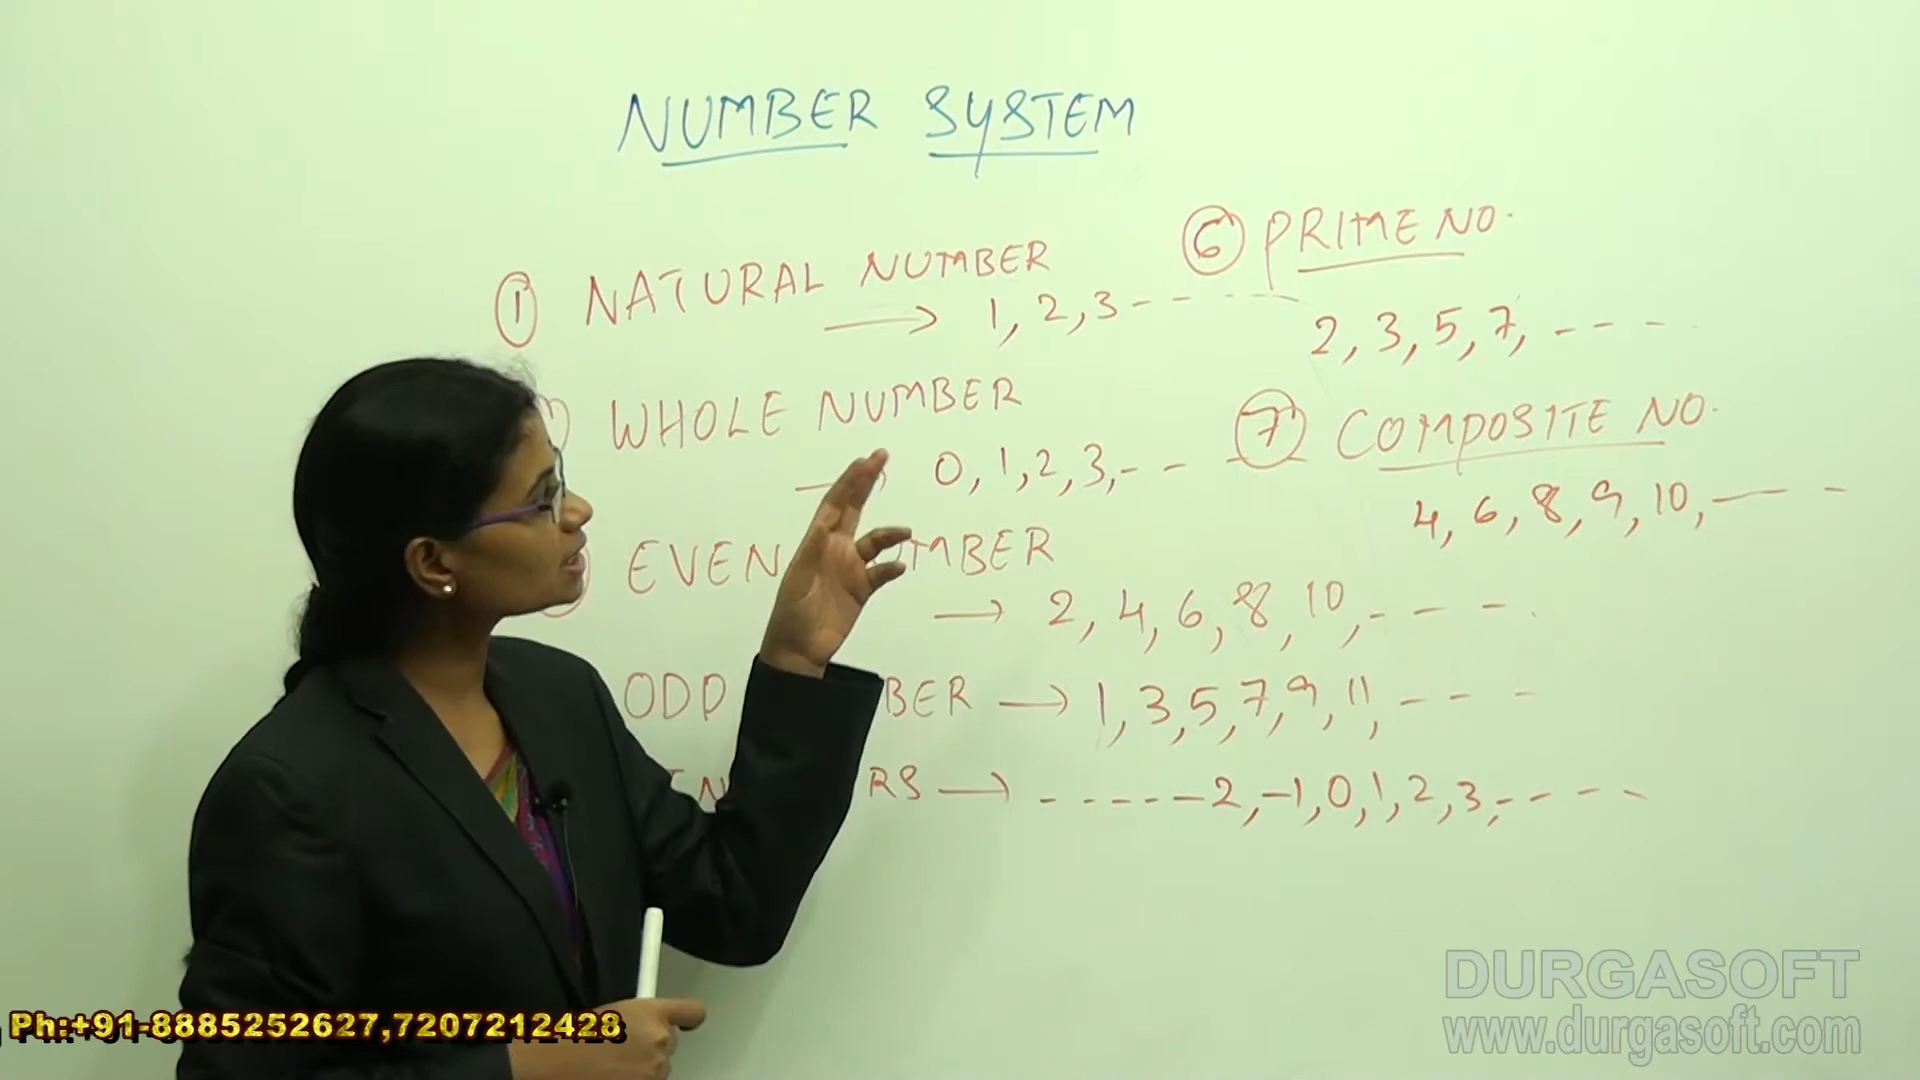 NUMBER SYSTEM
① NATURAL NUMBER
→ 1, 2, 3 - - - -
WHOLE NUMBER
→ 0, 1, 2, 3, - -
EVEN MBER
→ 2, 4, 6, 8, 10, - - - .
ODD BER → 1, 3, 5, 7, 9, 11, - - -
IN RS → - - - - - -2, -1, 0, 1, 2, 3, - - - -
⑥ PRIME NO.
2, 3, 5, 7, - - - -
⑦ COMPOSITE NO.
4, 6, 8, 9, 10, - -
DURGASOFT
www.durgasoft.com
Ph:+91-8885252627,7207212428